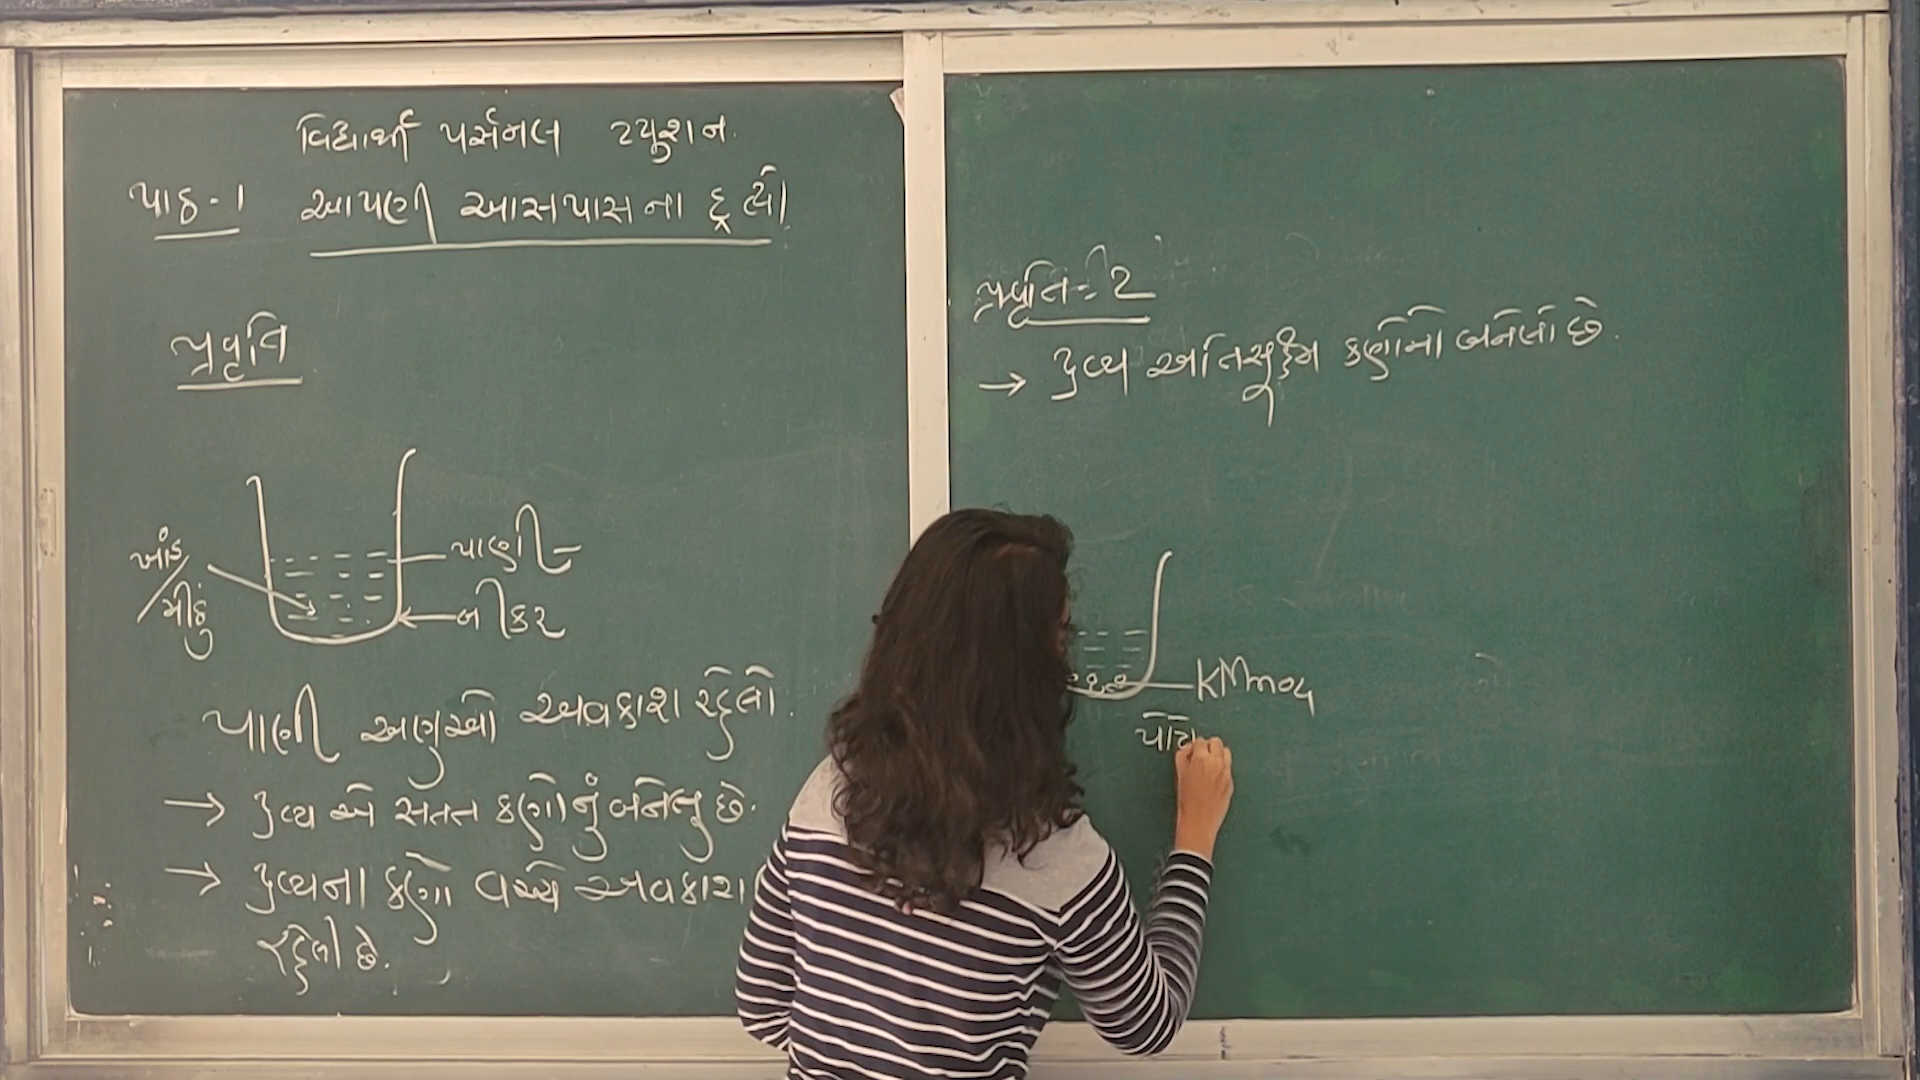 વિદ્યાર્થી પર્સનલ ટ્યુશન.
પાઠ-1 આપણી આસપાસના દ્રવ્યો
પ્રવૃતિ
ખાંડ/મીઠું
પાણી
બીકર
પાણી અણુઓ અવકાશ રહેલો.
→ દ્રવ્ય એ સતત કણોનું બનેલુ છે.
→ દ્રવ્યના કણો વચ્ચે અવકાશ
રહેલો છે.
પ્રવૃતિ-2
→ દ્રવ્ય અતિસૂક્ષ્મ કણોનો બનેલો છે.
KMnO4